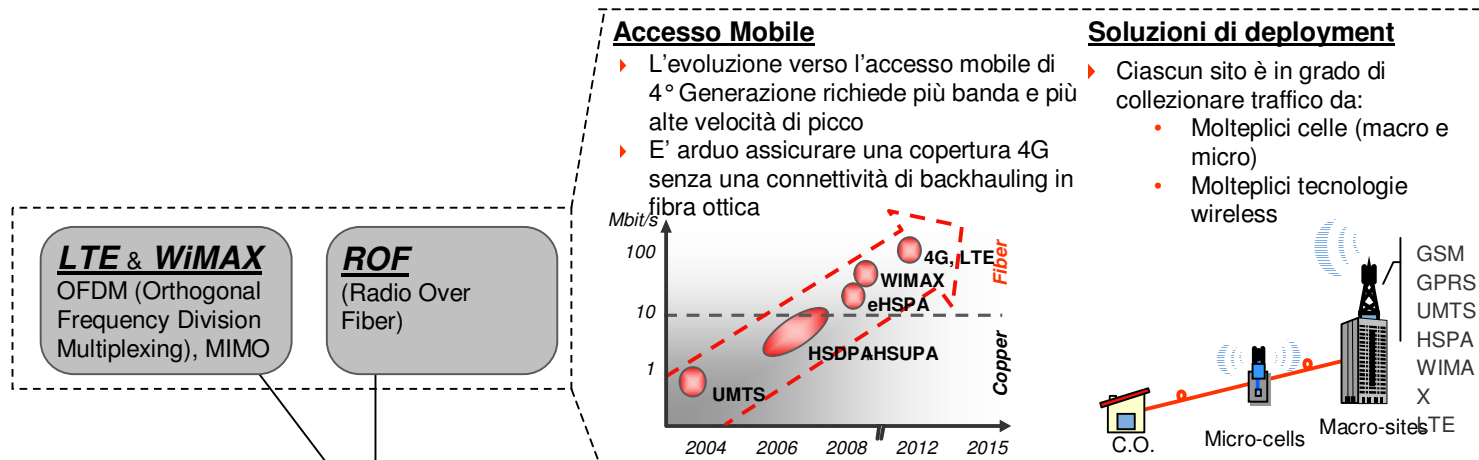 Accesso Mobile
L'evoluzione verso l'accesso mobile di
4° Generazione richiede più banda e più
alte velocità di picco
E' arduo assicurare una copertura 4G
senza una connettività di backhauling in
fibra ottica
Soluzioni di deployment
Ciascun sito è in grado di
collezionare traffico da:
• Molteplici celle (macro e
micro)
• Molteplici tecnologie
wireless
LTE & WiMAX
OFDM (Orthogonal
Frequency Division
Multiplexing), MIMO
ROF
(Radio Over
Fiber)
Mbit/s
100
10
1
4G, LTE
WIMAX
eHSPA
HSDPA
HSUPA
UMTS
Fiber
Copper
2004 2006 2008 2012 2015
GSM
GPRS
UMTS
HSPA
WIMA
X
LTE
C.O.
Micro-cells
Macro-sites